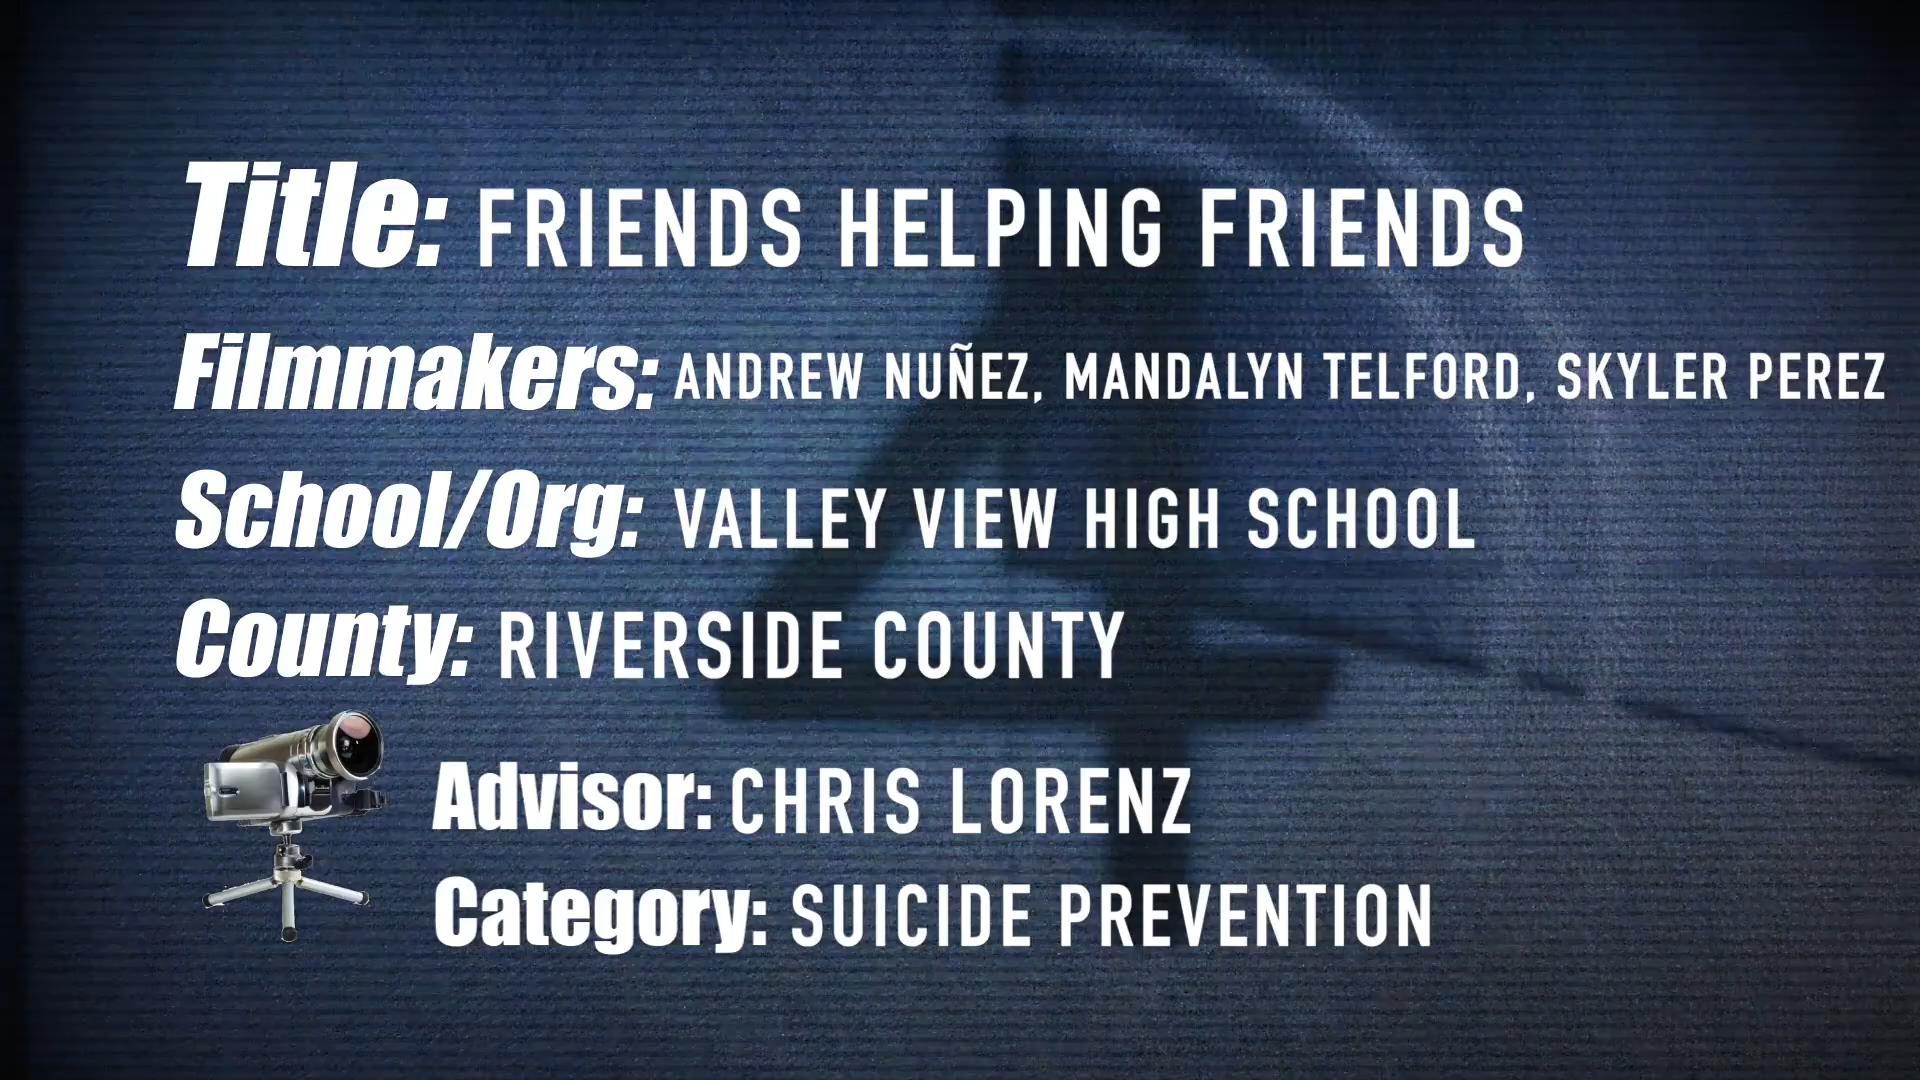 Title: FRIENDS HELPING FRIENDS
Filmmakers: ANDREW NUÑEZ, MANDALYN TELFORD, SKYLER PEREZ
School/Org: VALLEY VIEW HIGH SCHOOL
County: RIVERSIDE COUNTY
Advisor: CHRIS LORENZ
Category: SUICIDE PREVENTION
4